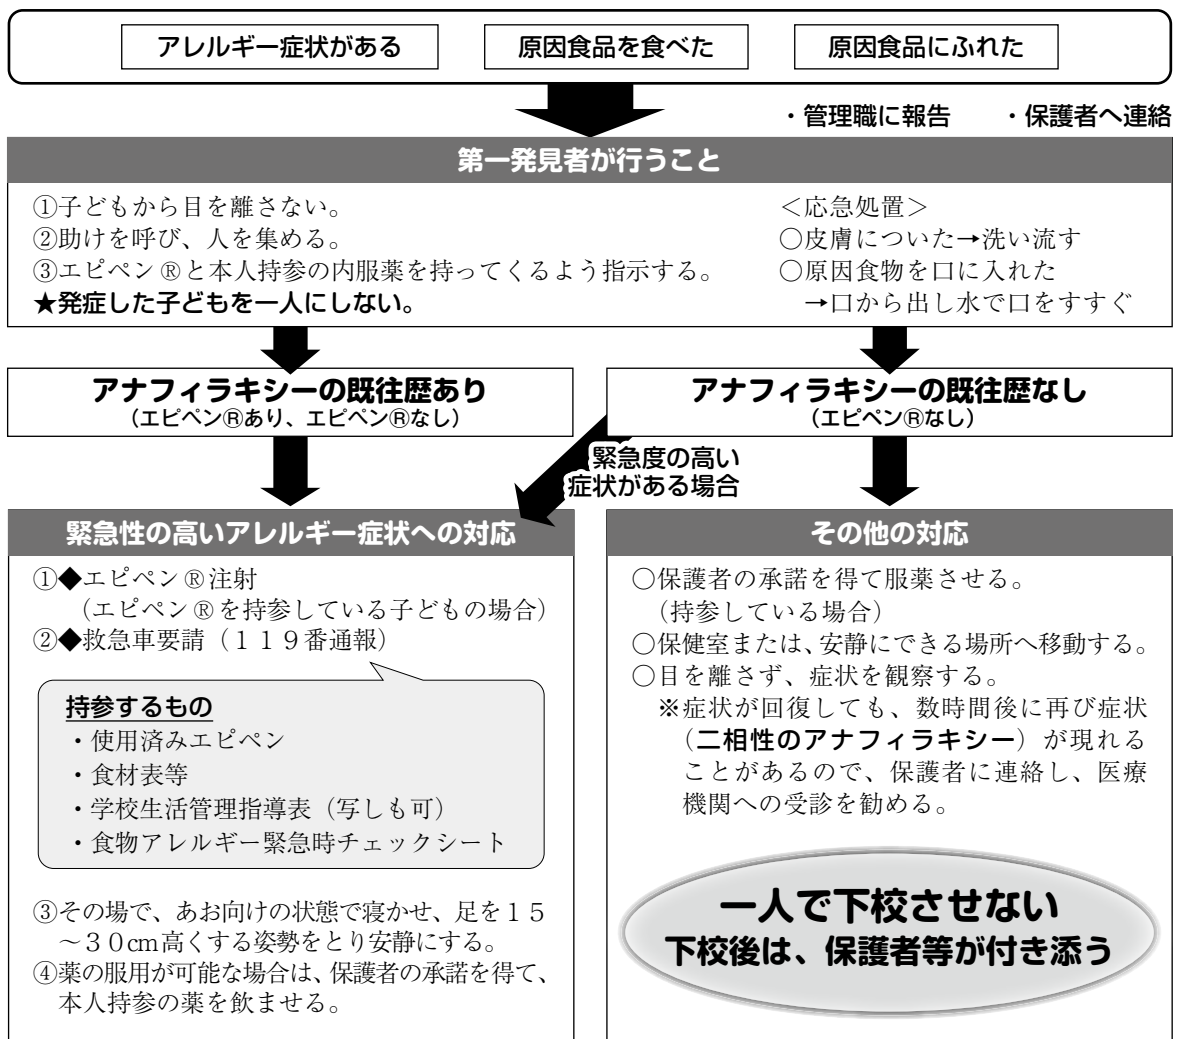 アレルギー症状がある
原因食品を食べた
原因食品にふれた
・管理職に報告
・保護者へ連絡
第一発見者が行うこと
①子どもから目を離さない。
②助けを呼び、人を集める。
③エピペン®と本人持参の内服薬を持ってくるよう指示する。
★発症した子どもを一人にしない。
<応急処置>
○皮膚についた→洗い流す
○原因食物を口に入れた
→口から出し水で口をすすぐ
アナフィラキシーの既往歴あり
(エピペン®あり、エピペン®なし)
アナフィラキシーの既往歴なし
(エピペン®なし)
緊急度の高い
症状がある場合
緊急性の高いアレルギー症状への対応
①◆エピペン®注射
(エピペン®を持参している子どもの場合)
②◆救急車要請(119番通報)
持参するもの
・使用済みエピペン
・食材表等
・学校生活管理指導表(写しも可)
・食物アレルギー緊急時チェックシート
③その場で、あお向けの状態で寝かせ、足を15
~30cm高くする姿勢をとり安静にする。
④薬の服用が可能な場合は、保護者の承諾を得て、
本人持参の薬を飲ませる。
その他の対応
○保護者の承諾を得て服薬させる。
(持参している場合)
○保健室または、安静にできる場所へ移動する。
○目を離さず、症状を観察する。
※症状が回復しても、数時間後に再び症状
(二相性のアナフィラキシー)が現れる
ことがあるので、保護者に連絡し、医療
機関への受診を勧める。
一人で下校させない
下校後は、保護者等が付き添う